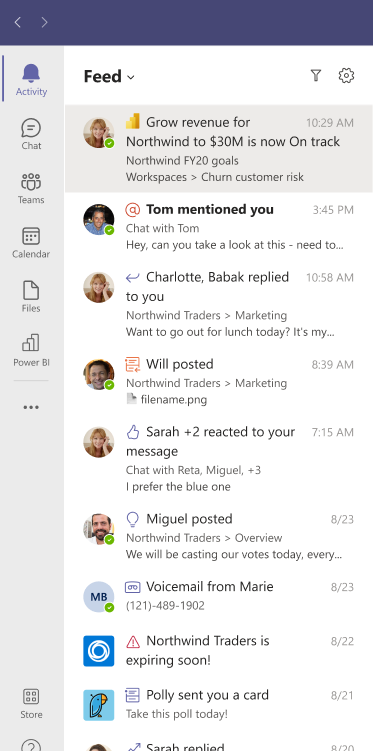 Feed
Activity
Chat
Teams
Calendar
Files
Power BI
Store
Grow revenue for 10:29 AM
Northwind to $30M is now On track
Northwind FY20 goals
Workspaces > Churn customer risk
Tom mentioned you 3:45 PM
Chat with Tom
Hey, can you take a look at this - need to...
Charlotte, Babak replied 10:58 AM
to you
Northwind Traders > Marketing
Want to go out for lunch today? It's my...
Will posted 8:39 AM
Northwind Traders > Marketing
filename.png
Sarah +2 reacted to your 7:15 AM
message
Chat with Reta, Miguel, +3
I prefer the blue one
Miguel posted 8/23
Northwind Traders > Overview
We will be casting our votes today, every...
MB
Voicemail from Marie 8/23
(121)-489-1902
Northwind Traders is 8/22
expiring soon!
Polly sent you a card 8/21
Take this poll today!
Sarah replied 8/20